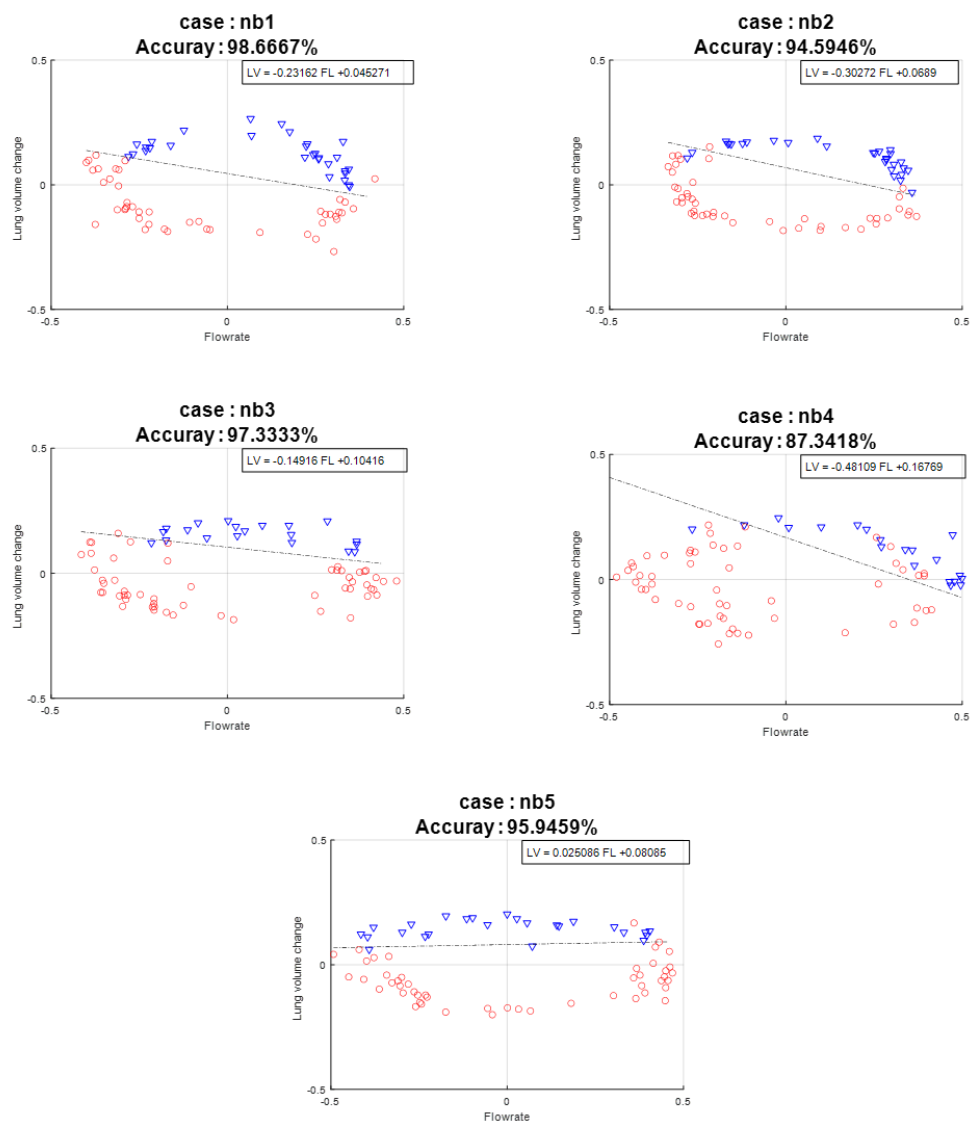 case : nb1
Accuray : 98.6667%
LV = -0.23162 FL +0.045271
0.5
0
-0.5
Lung volume change
-0.5
0
0.5
Flowrate
case : nb2
Accuray : 94.5946%
LV = -0.30272 FL +0.0689
0.5
0
-0.5
Lung volume change
-0.5
0
0.5
Flowrate
case : nb3
Accuray : 97.3333%
LV = -0.14916 FL +0.10416
0.5
0
-0.5
Lung volume change
-0.5
0
0.5
Flowrate
case : nb4
Accuray : 87.3418%
LV = -0.48109 FL +0.16769
0.5
0
-0.5
Lung volume change
-0.5
0
0.5
Flowrate
case : nb5
Accuray : 95.9459%
LV = 0.025086 FL +0.08085
0.5
0
-0.5
Lung volume change
-0.5
0
0.5
Flowrate